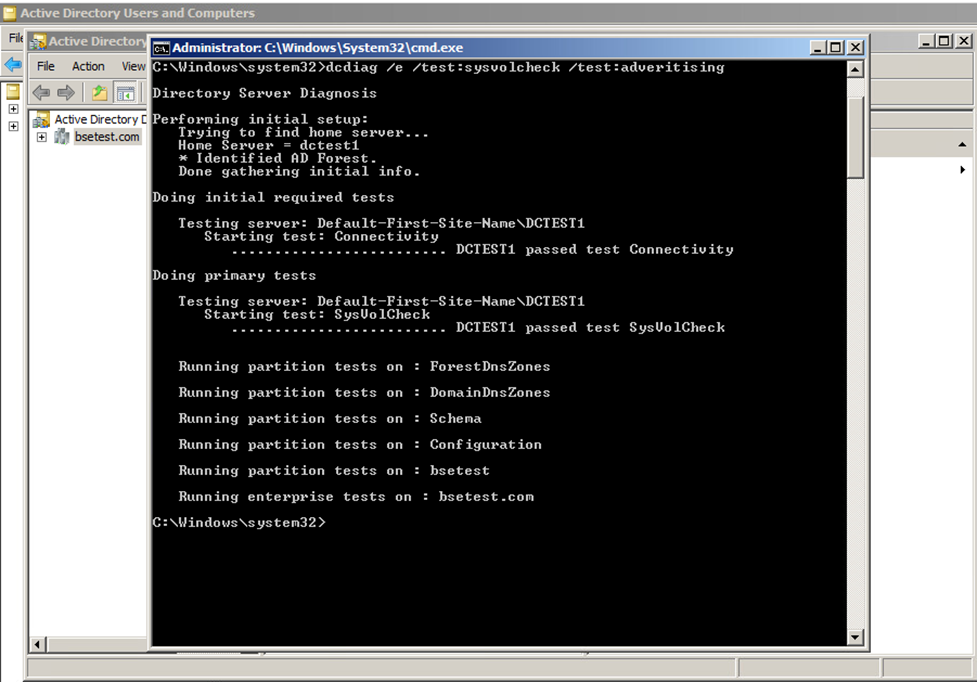 Active Directory Users and Computers
File
Active Directory
File Action View
Active Directory D
bsetest.com
Administrator: C:\Windows\System32\cmd.exe
C:\Windows\system32>dcdiag /e /test:sysvolcheck /test:adveritising
Directory Server Diagnosis
Performing initial setup:
Trying to find home server...
Home Server = dctest1
* Identified AD Forest.
Done gathering initial info.
Doing initial required tests
Testing server: Default-First-Site-Name\DCTEST1
Starting test: Connectivity
......................... DCTEST1 passed test Connectivity
Doing primary tests
Testing server: Default-First-Site-Name\DCTEST1
Starting test: SysVolCheck
......................... DCTEST1 passed test SysVolCheck
Running partition tests on : ForestDnsZones
Running partition tests on : DomainDnsZones
Running partition tests on : Schema
Running partition tests on : Configuration
Running partition tests on : bsetest
Running enterprise tests on : bsetest.com
C:\Windows\system32>